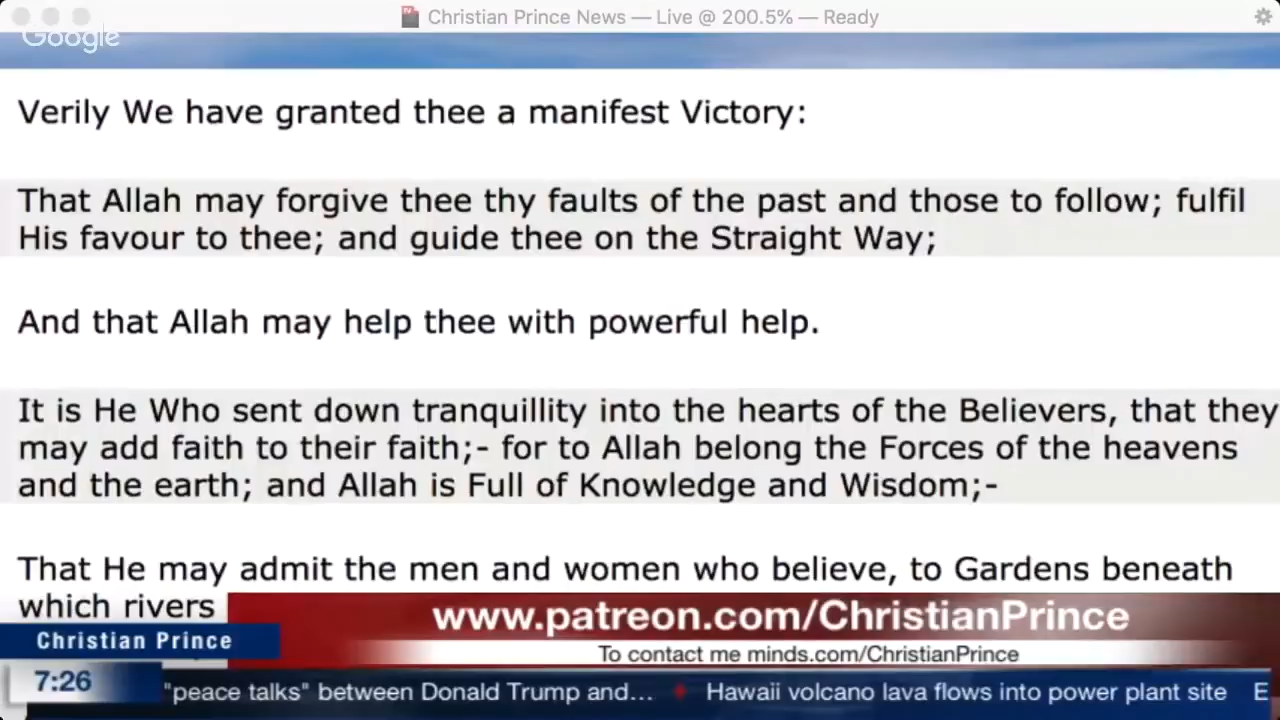 Christian Prince News — Live @ 200.5% — Ready
Google
Verily We have granted thee a manifest Victory:
That Allah may forgive thee thy faults of the past and those to follow; fulfil
His favour to thee; and guide thee on the Straight Way;
And that Allah may help thee with powerful help.
It is He Who sent down tranquillity into the hearts of the Believers, that they
may add faith to their faith;- for to Allah belong the Forces of the heavens
and the earth; and Allah is Full of Knowledge and Wisdom;-
That He may admit the men and women who believe, to Gardens beneath
which rivers
www.patreon.com/ChristianPrince
Christian Prince
To contact me minds.com/ChristianPrince
7:26
"peace talks" between Donald Trump and... Hawaii volcano lava flows into power plant site E